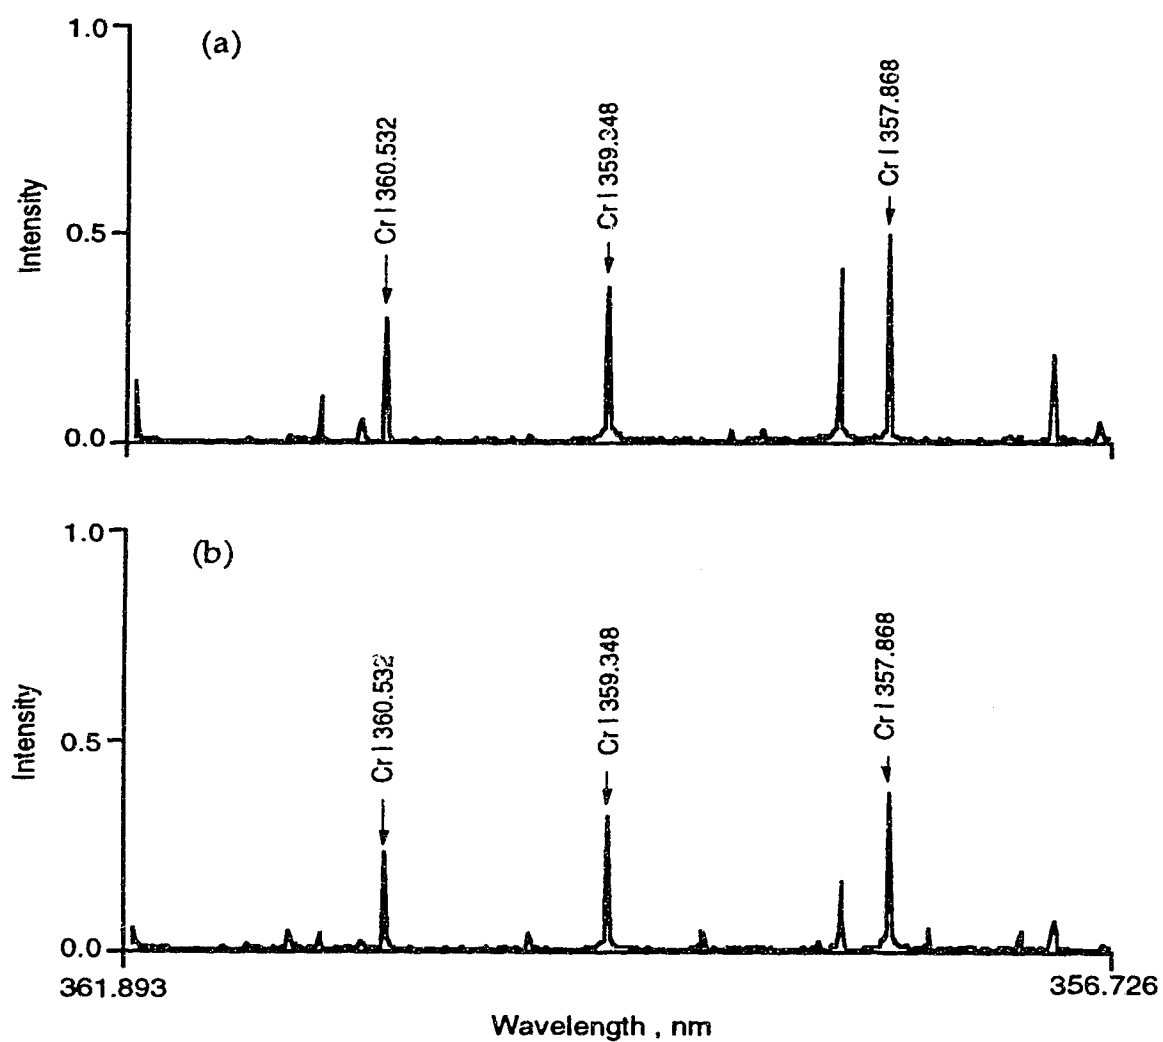 1.0
(a)
Cr I 360.532
Cr I 359.348
Cr I 357.868
Intensity
0.5
0.0
1.0
(b)
Cr I 360.532
Cr I 359.348
Cr I 357.868
Intensity
0.5
0.0
361.893
356.726
Wavelength , nm